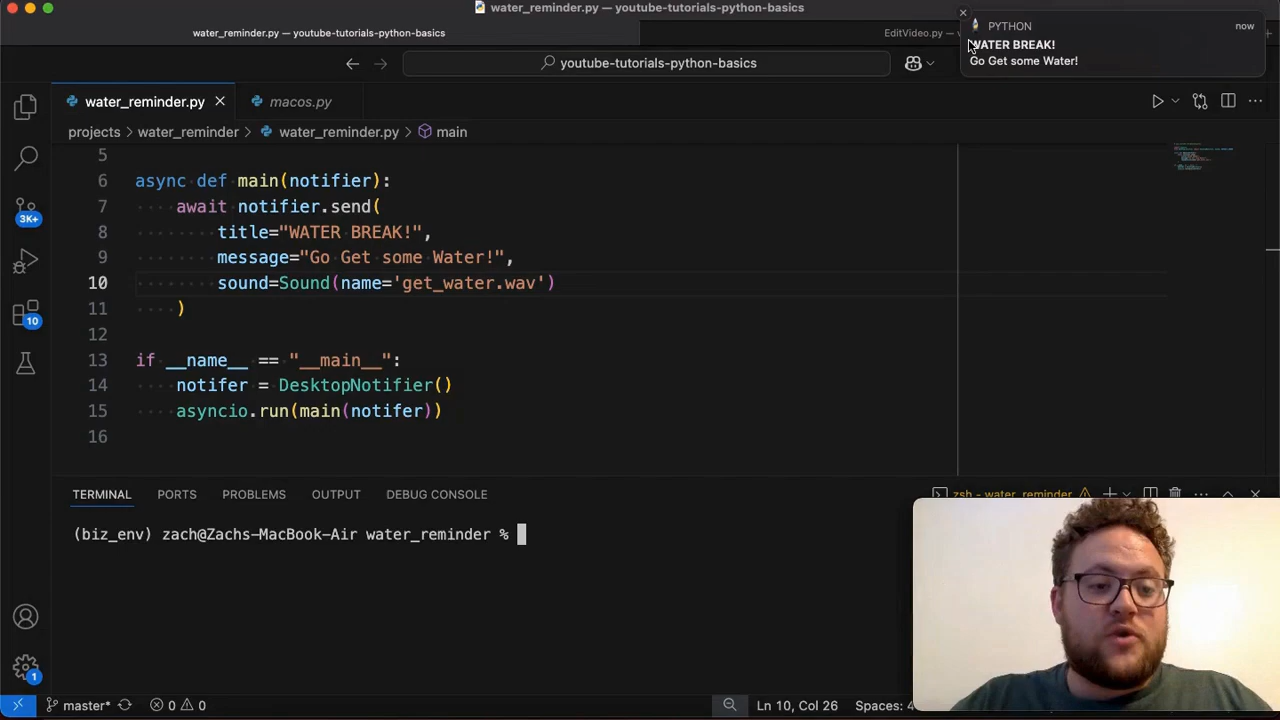 water_reminder.py — youtube-tutorials-python-basics
water_reminder.py — youtube-tutorials-python-basics
EditVideo.py —
PYTHON
now
WATER BREAK!
Go Get some Water!
youtube-tutorials-python-basics
water_reminder.py
macos.py
projects > water_reminder > water_reminder.py > main
5
6 async def main(notifier):
7 await notifier.send(
8 title="WATER BREAK!",
9 message="Go Get some Water!",
10 sound=Sound(name='get_water.wav')
11 )
12
13 if __name__ == "__main__":
14 notifer = DesktopNotifier()
15 asyncio.run(main(notifer))
16
3K+
10
1
TERMINAL PORTS PROBLEMS OUTPUT DEBUG CONSOLE
zsh - water_reminder
(biz_env) zach@Zachs-MacBook-Air water_reminder %
master* 0 0
Ln 10, Col 26 Spaces: 4